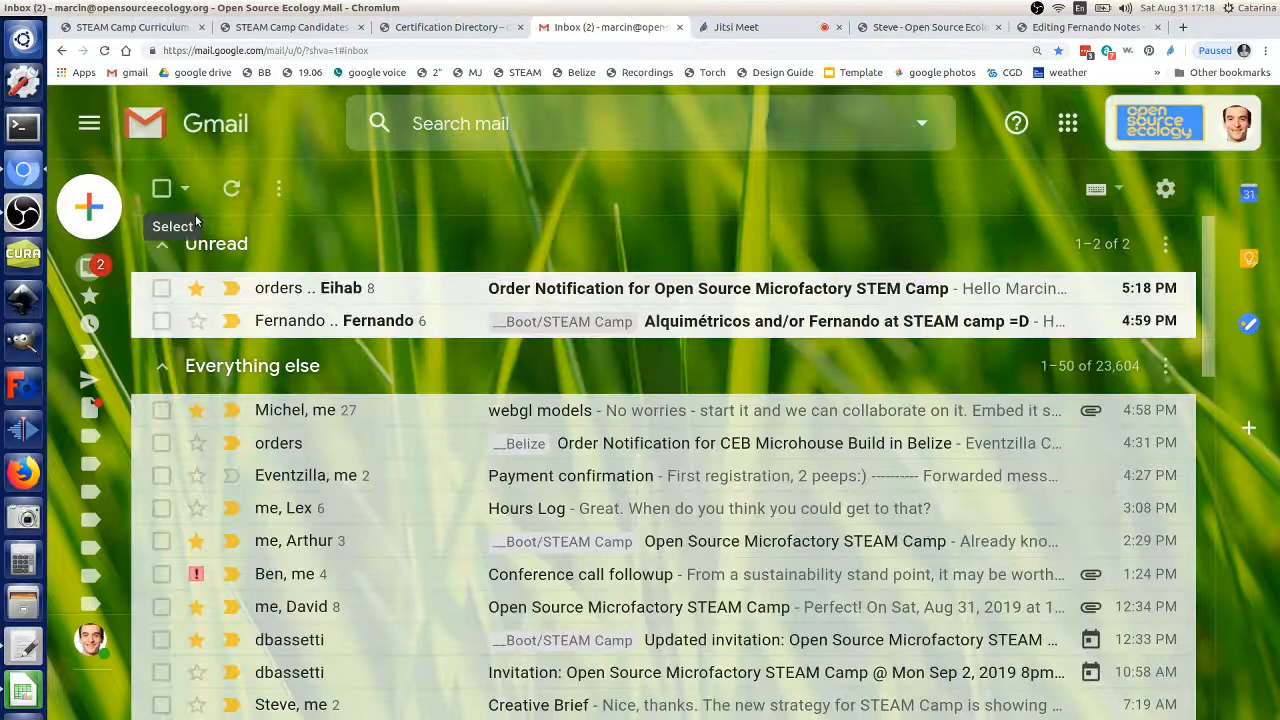 Inbox (2) - marcin@opensourceecology.org - Open Source Ecology Mail - Chromium
En
Sat Aug 31 17:18
Catarina
STEAM Camp Curriculum
STEAM Camp Candidates
Certification Directory – O
Inbox (2) - marcin@opens
Jitsi Meet
Steve - Open Source Ecolo
Editing Fernando Notes -
https://mail.google.com/mail/u/0/?shva=1#inbox
Paused
Apps
gmail
google drive
BB
19.06
google voice
2"
MJ
STEAM
Belize
Recordings
Torch
Design Guide
Template
google photos
CGD
weather
»
Other bookmarks
Gmail
Search mail
open
source
ecology
Select
Unread
1–2 of 2
2
orders .. Eihab 8
Order Notification for Open Source Microfactory STEM Camp - Hello Marcin…
5:18 PM
Fernando .. Fernando 6
__Boot/STEAM Camp
Alquimétricos and/or Fernando at STEAM camp =D - H…
4:59 PM
Everything else
1–50 of 23,604
Michel, me 27
webgl models - No worries - start it and we can collaborate on it. Embed it s…
4:58 PM
orders
__Belize
Order Notification for CEB Microhouse Build in Belize - Eventzilla C…
4:31 PM
Eventzilla, me 2
Payment confirmation - First registration, 2 peeps:) ---------- Forwarded mess…
4:27 PM
me, Lex 6
Hours Log - Great. When do you think you could get to that?
3:08 PM
me, Arthur 3
__Boot/STEAM Camp
Open Source Microfactory STEAM Camp - Already kno…
2:29 PM
Ben, me 4
Conference call followup - From a sustainability stand point, it may be worth…
1:24 PM
me, David 8
Open Source Microfactory STEAM Camp - Perfect! On Sat, Aug 31, 2019 at 1…
12:34 PM
dbassetti
__Boot/STEAM Camp
Updated invitation: Open Source Microfactory STEAM …
12:33 PM
dbassetti
Invitation: Open Source Microfactory STEAM Camp @ Mon Sep 2, 2019 8pm…
10:58 AM
Steve, me 2
Creative Brief - Nice, thanks. The new strategy for STEAM Camp is showing …
7:19 AM
CURA
31